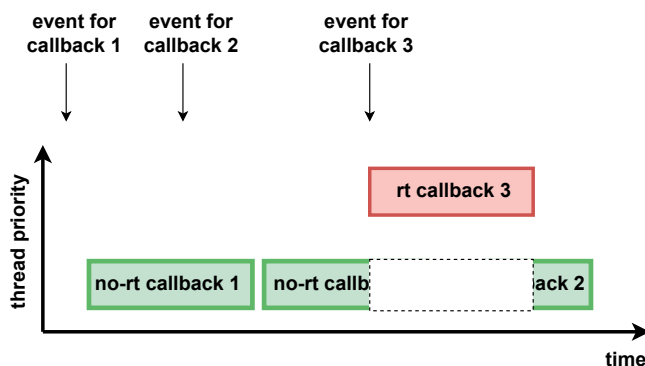 event for
callback 1
event for
callback 2
event for
callback 3
thread priority
rt callback 3
no-rt callback 1
no-rt callb
ack 2
time